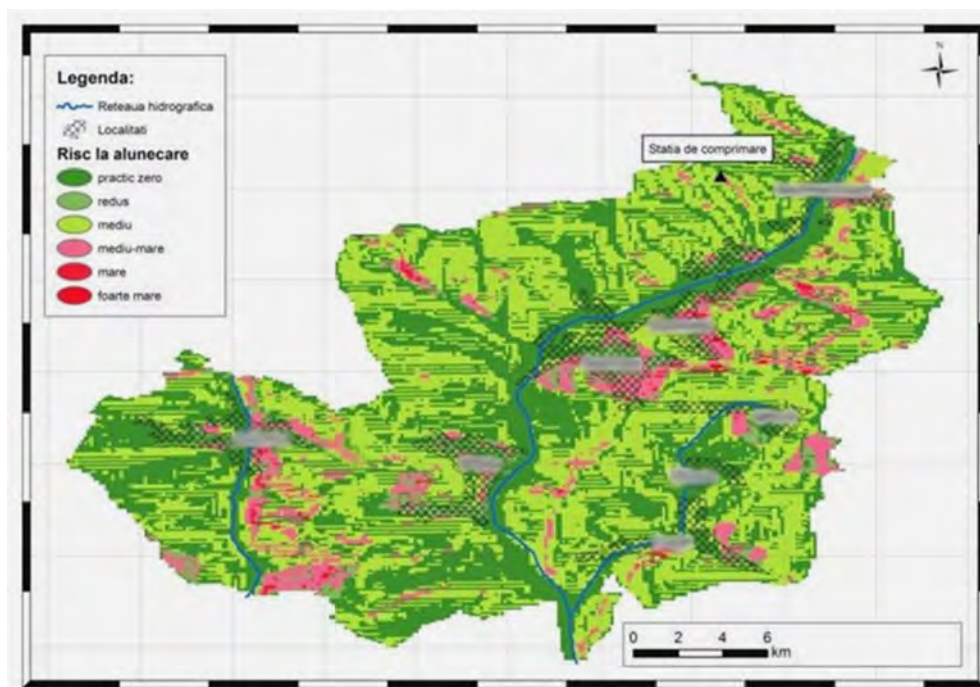 N
Legenda:
Reteaua hidrografica
Localitati
Risc la alunecare
practic zero
redus
mediu
mediu-mare
mare
foarte mare
Statia de comprimare
0 2 4 6
km